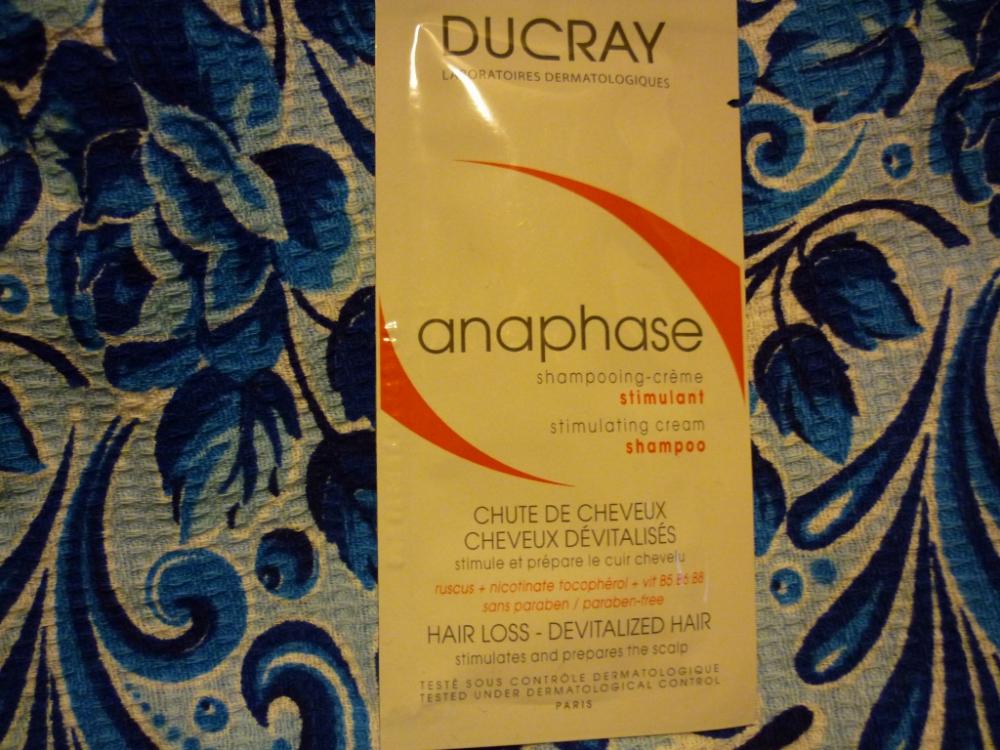 DUCRAY
LABORATOIRES DERMATOLOGIQUES
anaphase
shampooing-crème
stimulant
stimulating cream
shampoo
CHUTE DE CHEVEUX
CHEVEUX DÉVITALISÉS
stimule et prépare le cuir chevelu
ruscus + nicotinate tocophérol + vit B5 B6 B8
sans paraben / paraben-free
HAIR LOSS - DEVITALIZED HAIR
stimulates and prepares the scalp
TESTÉ SOUS CONTRÔLE DERMATOLOGIQUE
TESTED UNDER DERMATOLOGICAL CONTROL
PARIS